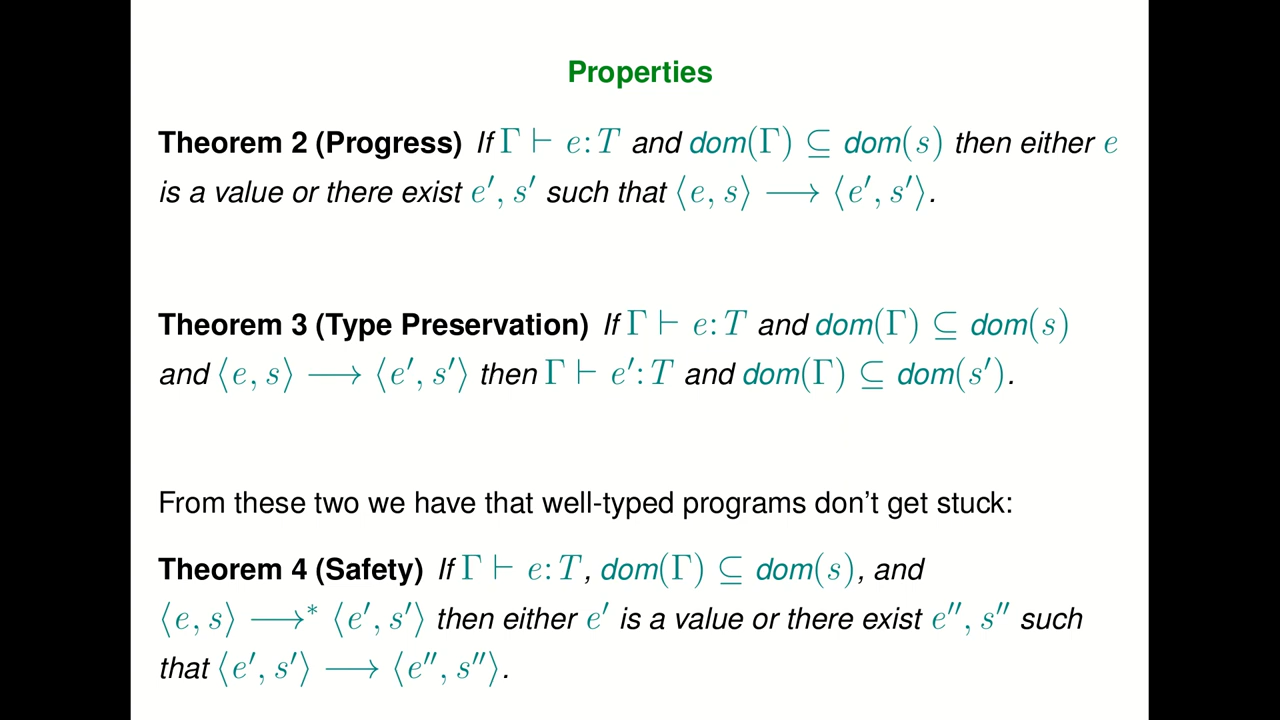 Properties
Theorem 2 (Progress) If Γ ⊢ e:T and dom(Γ) ⊆ dom(s) then either e
is a value or there exist e′, s′ such that ⟨e, s⟩ ⟶ ⟨e′, s′⟩.
Theorem 3 (Type Preservation) If Γ ⊢ e:T and dom(Γ) ⊆ dom(s)
and ⟨e, s⟩ ⟶ ⟨e′, s′⟩ then Γ ⊢ e′:T and dom(Γ) ⊆ dom(s′).
From these two we have that well-typed programs don't get stuck:
Theorem 4 (Safety) If Γ ⊢ e:T, dom(Γ) ⊆ dom(s), and
⟨e, s⟩ ⟶* ⟨e′, s′⟩ then either e′ is a value or there exist e″, s″ such
that ⟨e′, s′⟩ ⟶ ⟨e″, s″⟩.